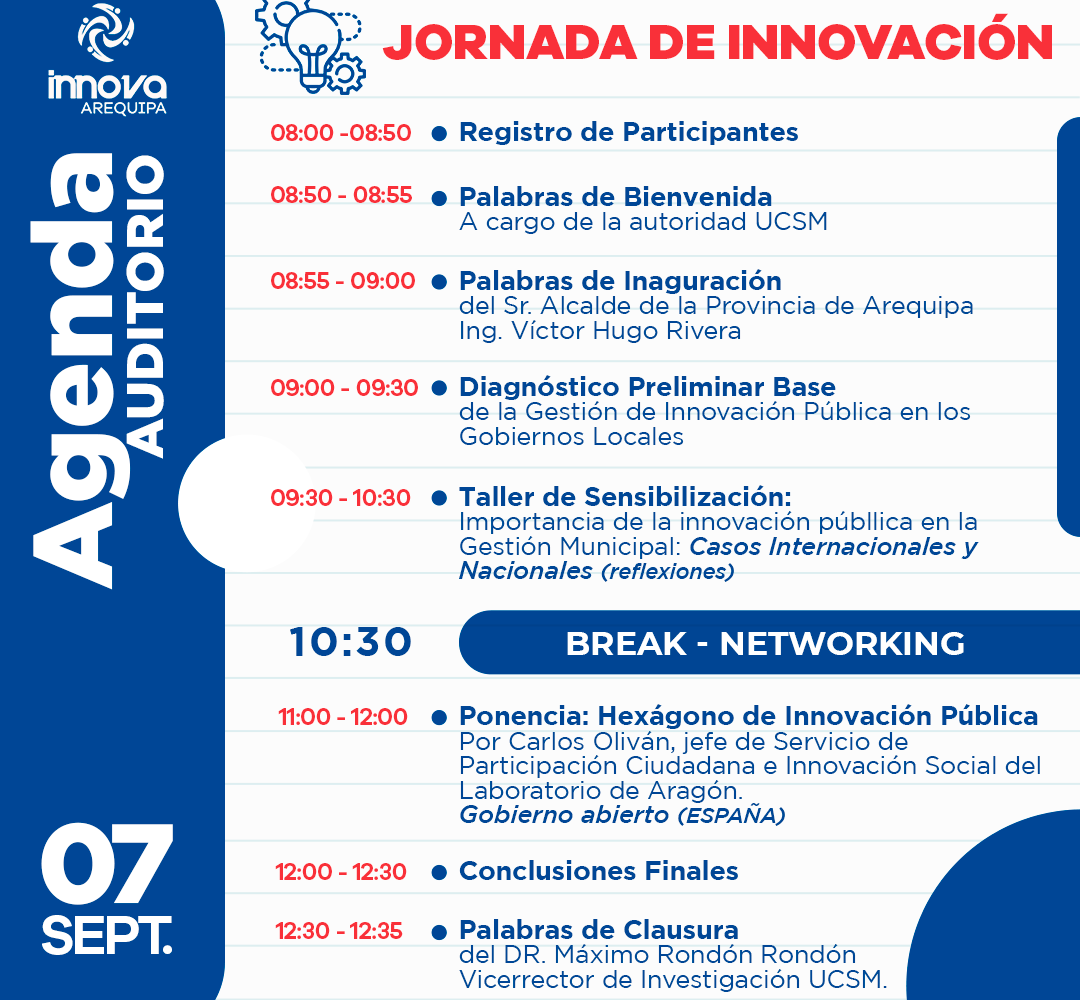 innova
AREQUIPA
Agenda
AUDITORIO
07
SEPT.
JORNADA DE INNOVACIÓN
08:00 -08:50 Registro de Participantes
08:50 - 08:55 Palabras de Bienvenida
A cargo de la autoridad UCSM
08:55 - 09:00 Palabras de Inaguración
del Sr. Alcalde de la Provincia de Arequipa
Ing. Víctor Hugo Rivera
09:00 - 09:30 Diagnóstico Preliminar Base
de la Gestión de Innovación Pública en los
Gobiernos Locales
09:30 - 10:30 Taller de Sensibilización:
Importancia de la innovación públlica en la
Gestión Municipal: Casos Internacionales y
Nacionales (reflexiones)
10:30 BREAK - NETWORKING
11:00 - 12:00 Ponencia: Hexágono de Innovación Pública
Por Carlos Oliván, jefe de Servicio de
Participación Ciudadana e Innovación Social del
Laboratorio de Aragón.
Gobierno abierto (ESPAÑA)
12:00 - 12:30 Conclusiones Finales
12:30 - 12:35 Palabras de Clausura
del DR. Máximo Rondón Rondón
Vicerrector de Investigación UCSM.